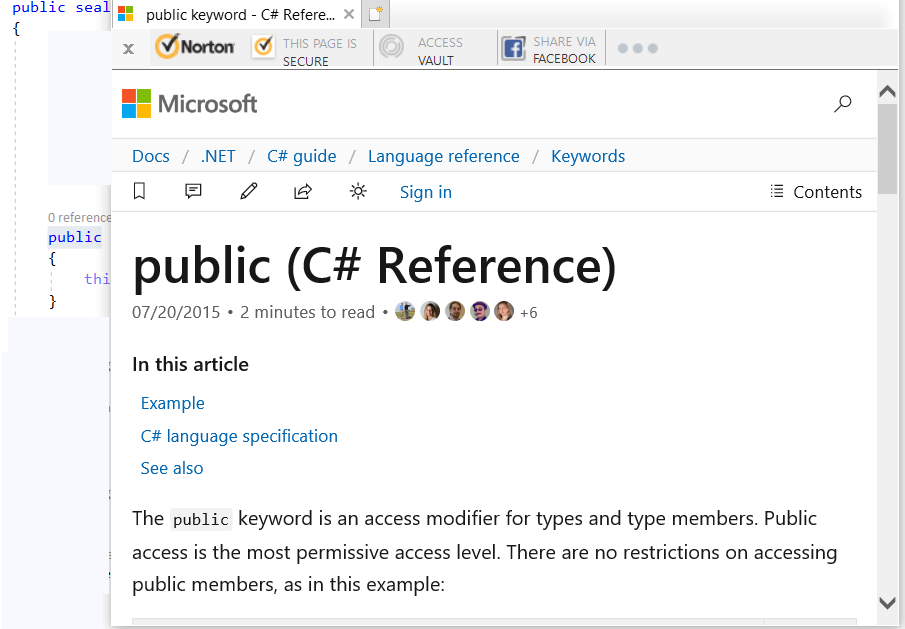 public seal
public keyword - C# Refere...
{
x Norton THIS PAGE IS SECURE ACCESS VAULT SHARE VIA FACEBOOK
Microsoft
Docs / .NET / C# guide / Language reference / Keywords
Sign in Contents
0 reference
public
{
thi
}
public (C# Reference)
07/20/2015 • 2 minutes to read • +6
In this article
Example
C# language specification
See also
The public keyword is an access modifier for types and type members. Public
access is the most permissive access level. There are no restrictions on accessing
public members, as in this example: